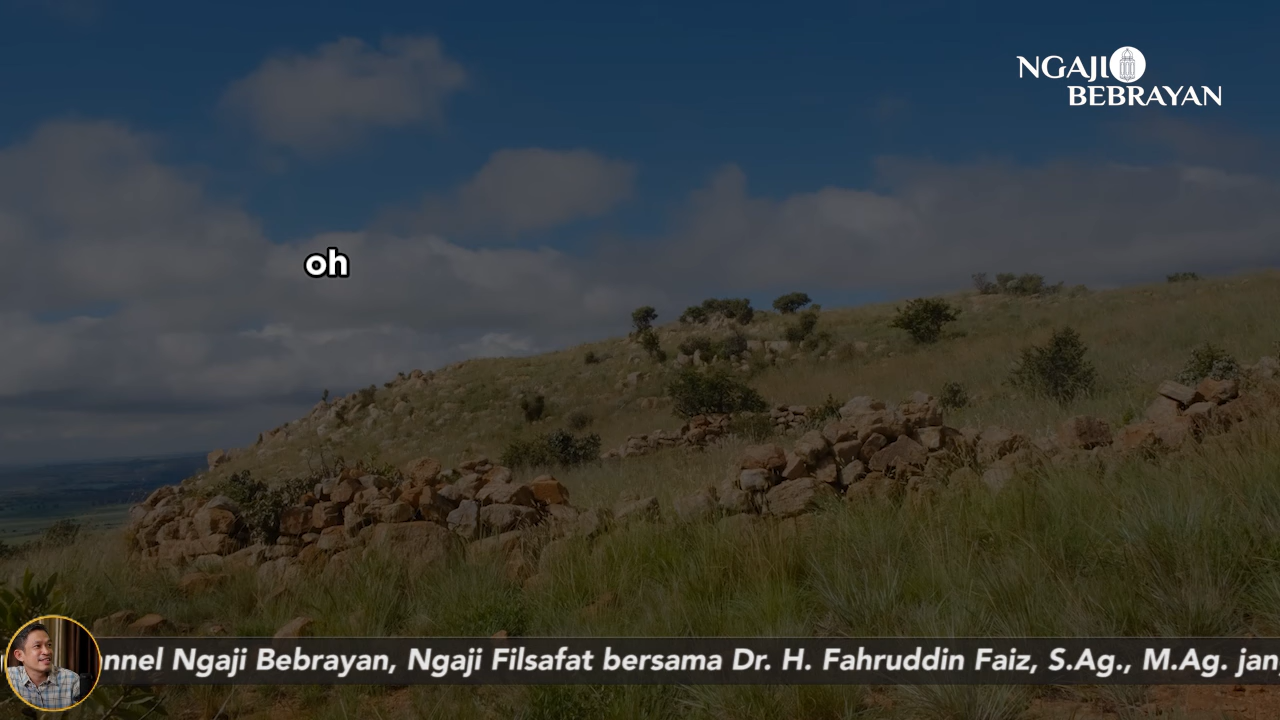 NGAJI
BEBRAYAN
oh
nnel Ngaji Bebrayan, Ngaji Filsafat bersama Dr. H. Fahruddin Faiz, S.Ag., M.Ag. jan